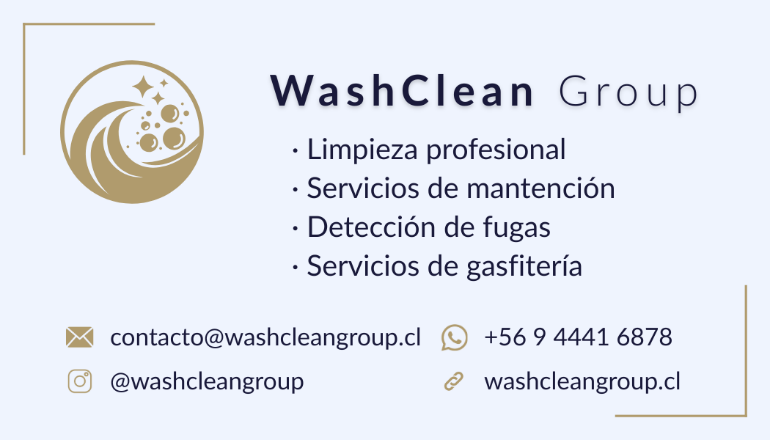 WashClean Group
· Limpieza profesional
· Servicios de mantención
· Detección de fugas
· Servicios de gasfitería
contacto@washcleangroup.cl
+56 9 4441 6878
@washcleangroup
washcleangroup.cl